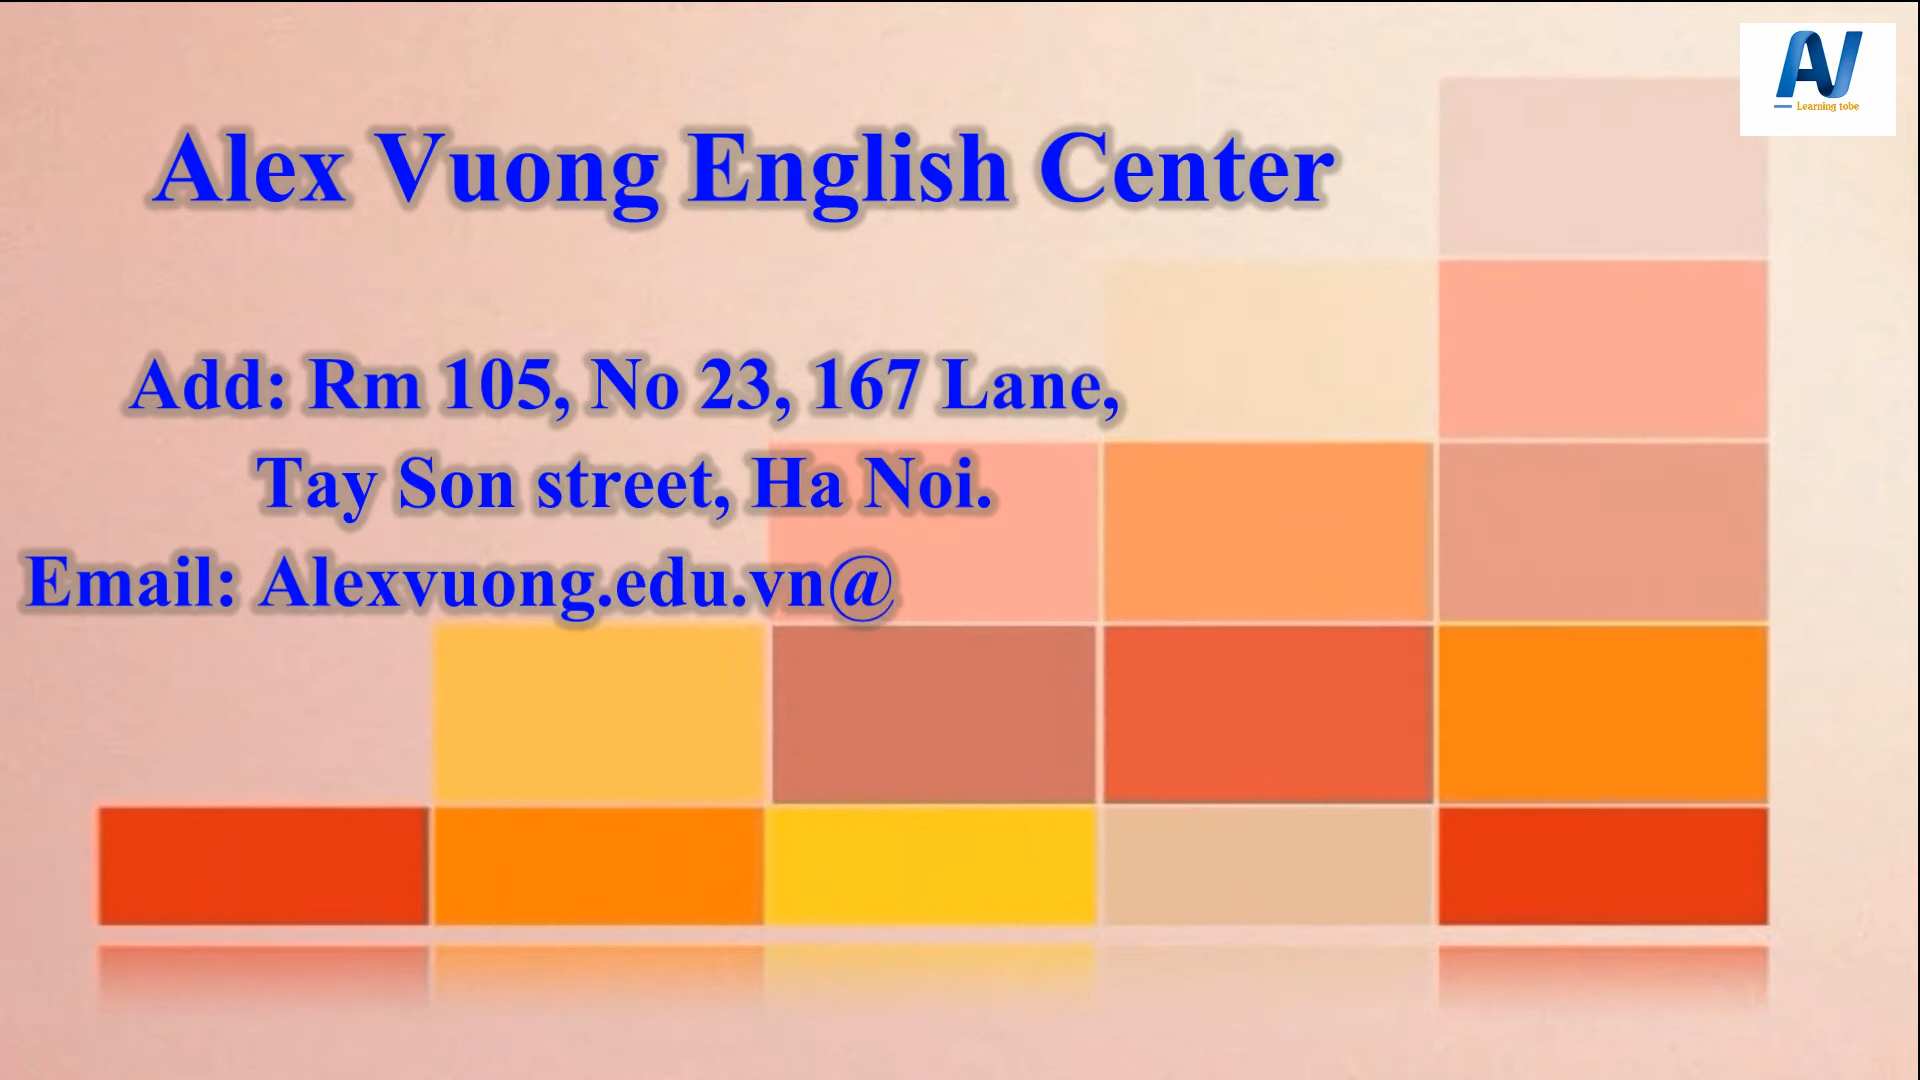 AV
Learning tobe
Alex Vuong English Center
Add: Rm 105, No 23, 167 Lane,
Tay Son street, Ha Noi.
Email: Alexvuong.edu.vn@